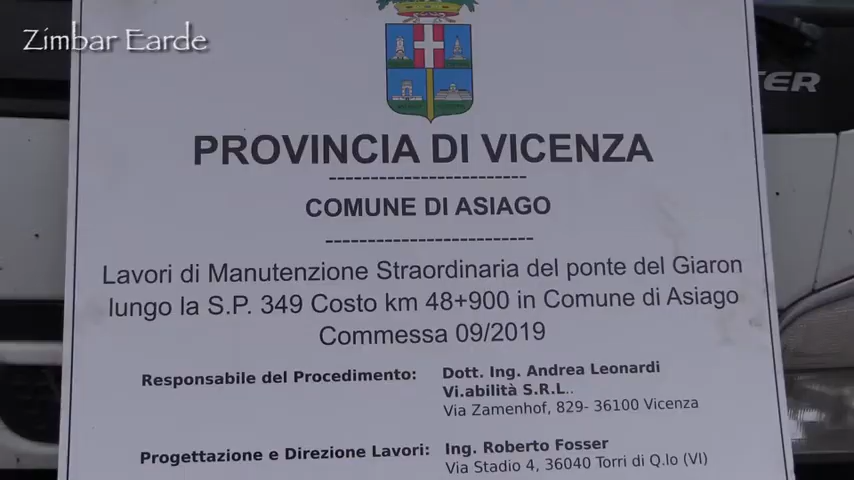 Zimbar Earde
TER
PROVINCIA DI VICENZA
------------------------
COMUNE DI ASIAGO
-------------------------
Lavori di Manutenzione Straordinaria del ponte del Giaron
lungo la S.P. 349 Costo km 48+900 in Comune di Asiago
Commessa 09/2019
Responsabile del Procedimento: Dott. Ing. Andrea Leonardi
Vi.abilità S.R.L..
Via Zamenhof, 829- 36100 Vicenza
Progettazione e Direzione Lavori: Ing. Roberto Fosser
Via Stadio 4, 36040 Torri di Q.lo (VI)